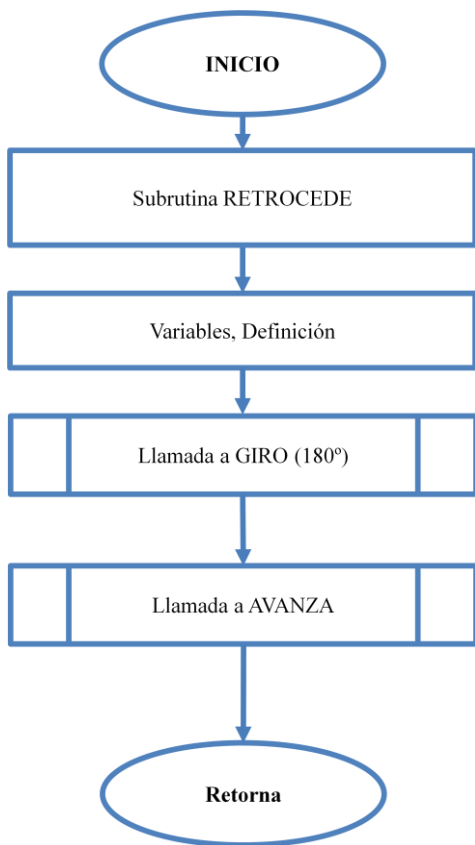 INICIO
Subrutina RETROCEDE
Variables, Definición
Llamada a GIRO (180º)
Llamada a AVANZA
Retorna